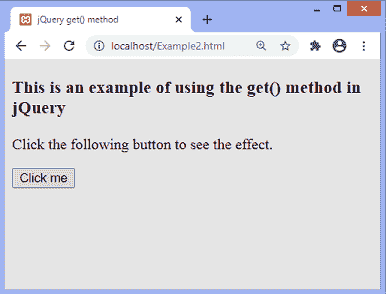 jQuery get() method
localhost/Example2.html
This is an example of using the get() method in
jQuery
Click the following button to see the effect.
Click me